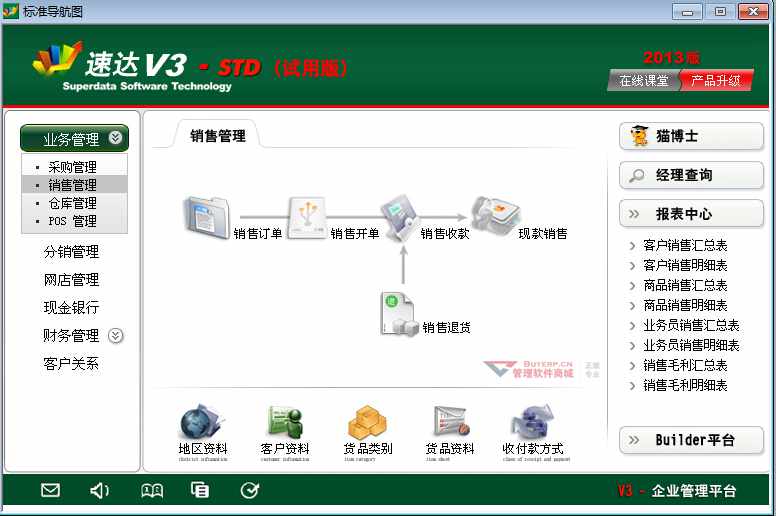 标准导航图
速达 V3 - STD (试用版)
Superdata Software Technology
2013版
在线课堂
产品升级
业务管理
采购管理
销售管理
仓库管理
POS 管理
分销管理
网店管理
现金银行
财务管理
客户关系
销售管理
销售订单
销售开单
销售收款
现款销售
退
销售退货
BUYERP.CN
管理软件商城
正版
专业
地区资料
district information
客户资料
customer information
货品类别
item category
货品资料
item sheet
收付款方式
class of receipt and payment
猫博士
经理查询
报表中心
客户销售汇总表
客户销售明细表
商品销售汇总表
商品销售明细表
业务员销售汇总表
业务员销售明细表
销售毛利汇总表
销售毛利明细表
Builder平台
V3 - 企业管理平台